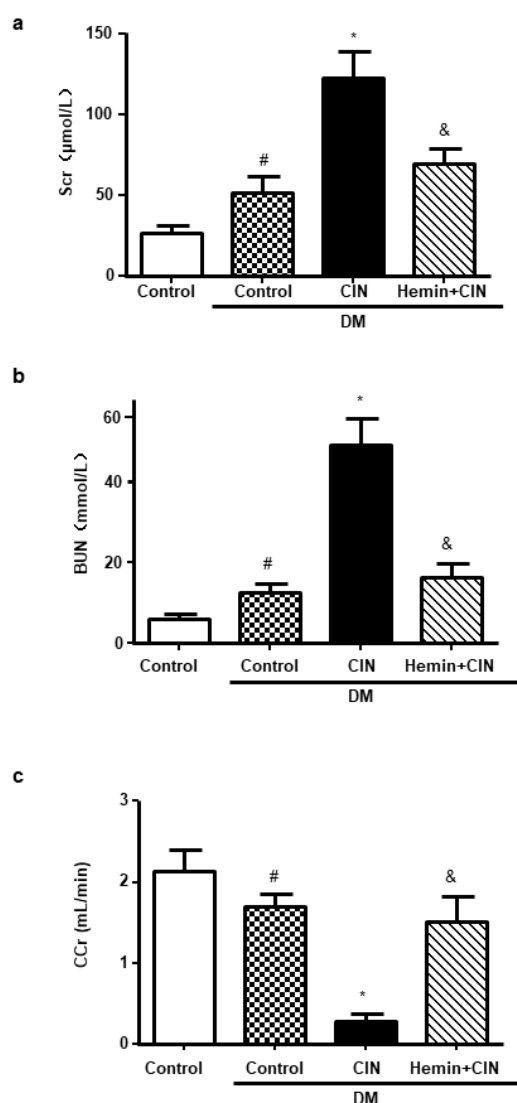 a
Scr（μmol/L）
150
100
50
0
*
#
&
Control Control CIN Hemin+CIN
DM
b
BUN（mmol/L）
60
40
20
0
*
#
&
Control Control CIN Hemin+CIN
DM
c
CCr (mL/min)
3
2
1
0
#
*
&
Control Control CIN Hemin+CIN
DM